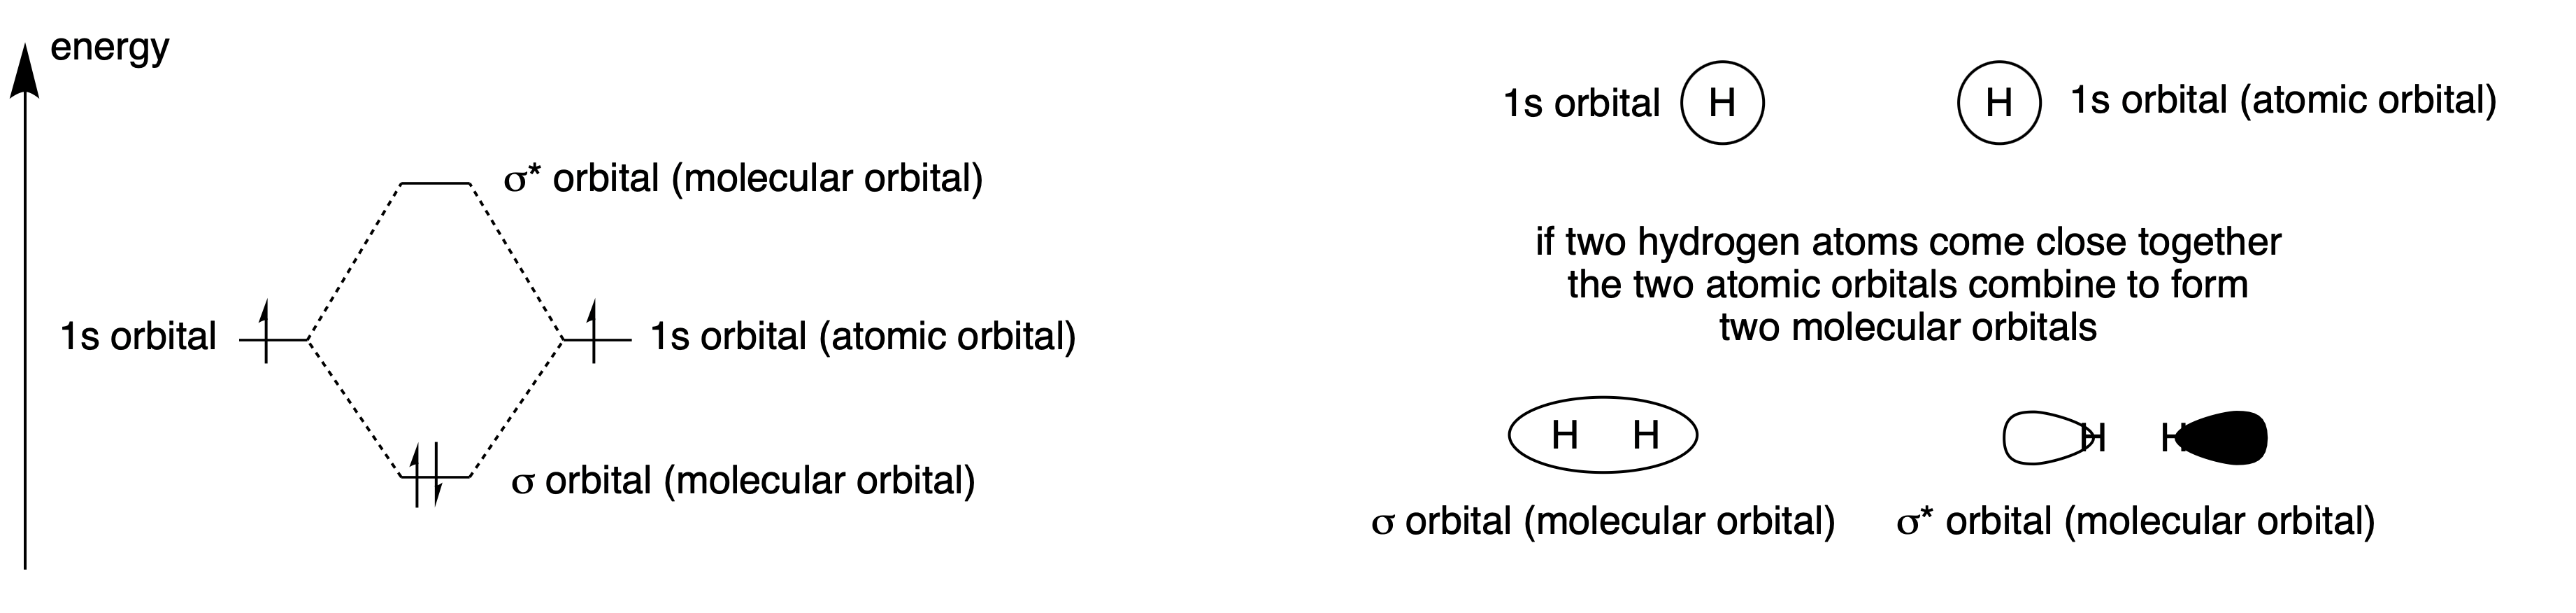 energy
σ* orbital (molecular orbital)
1s orbital
1s orbital (atomic orbital)
σ orbital (molecular orbital)
1s orbital
H
H
1s orbital (atomic orbital)
if two hydrogen atoms come close together
the two atomic orbitals combine to form
two molecular orbitals
H H
H H
σ orbital (molecular orbital)
σ* orbital (molecular orbital)